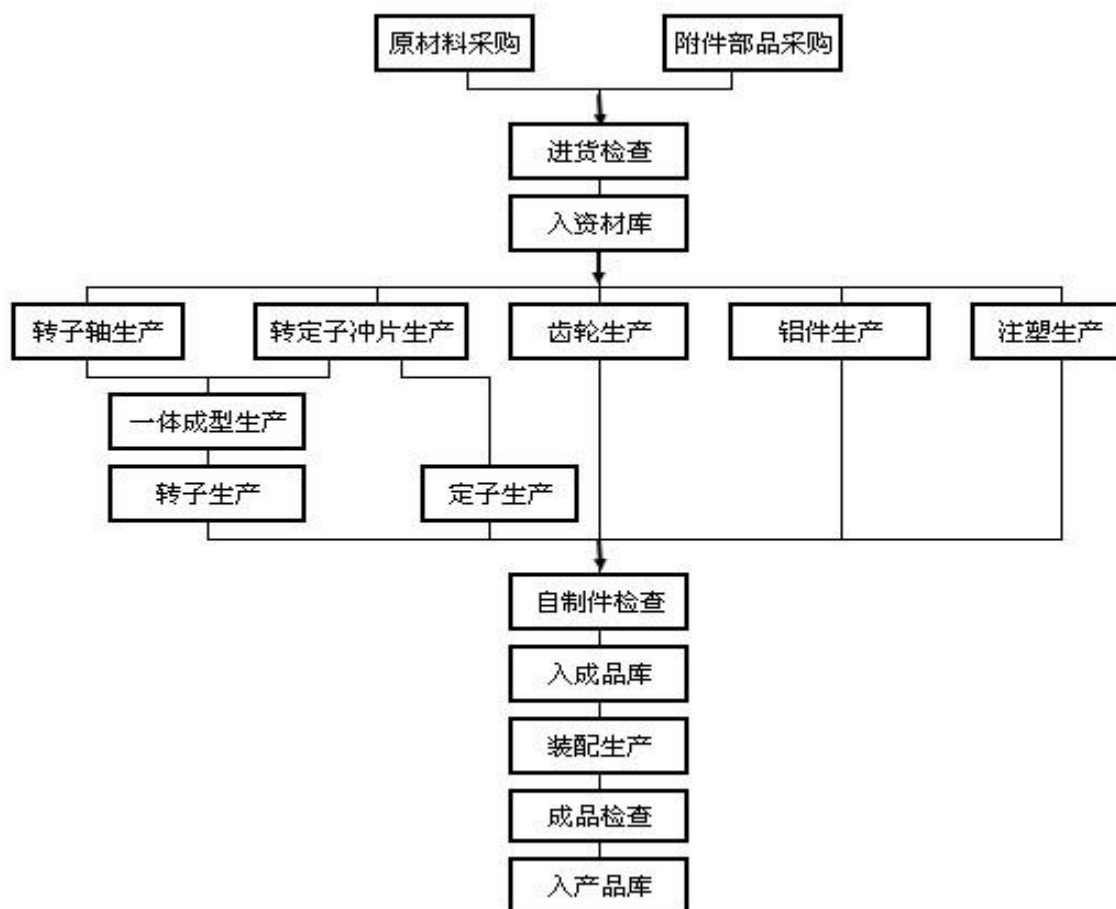 原材料采购
附件部品采购
进货检查
入资材库
转子轴生产
转定子冲片生产
齿轮生产
铝件生产
注塑生产
一体成型生产
转子生产
定子生产
自制件检查
入成品库
装配生产
成品检查
入产品库